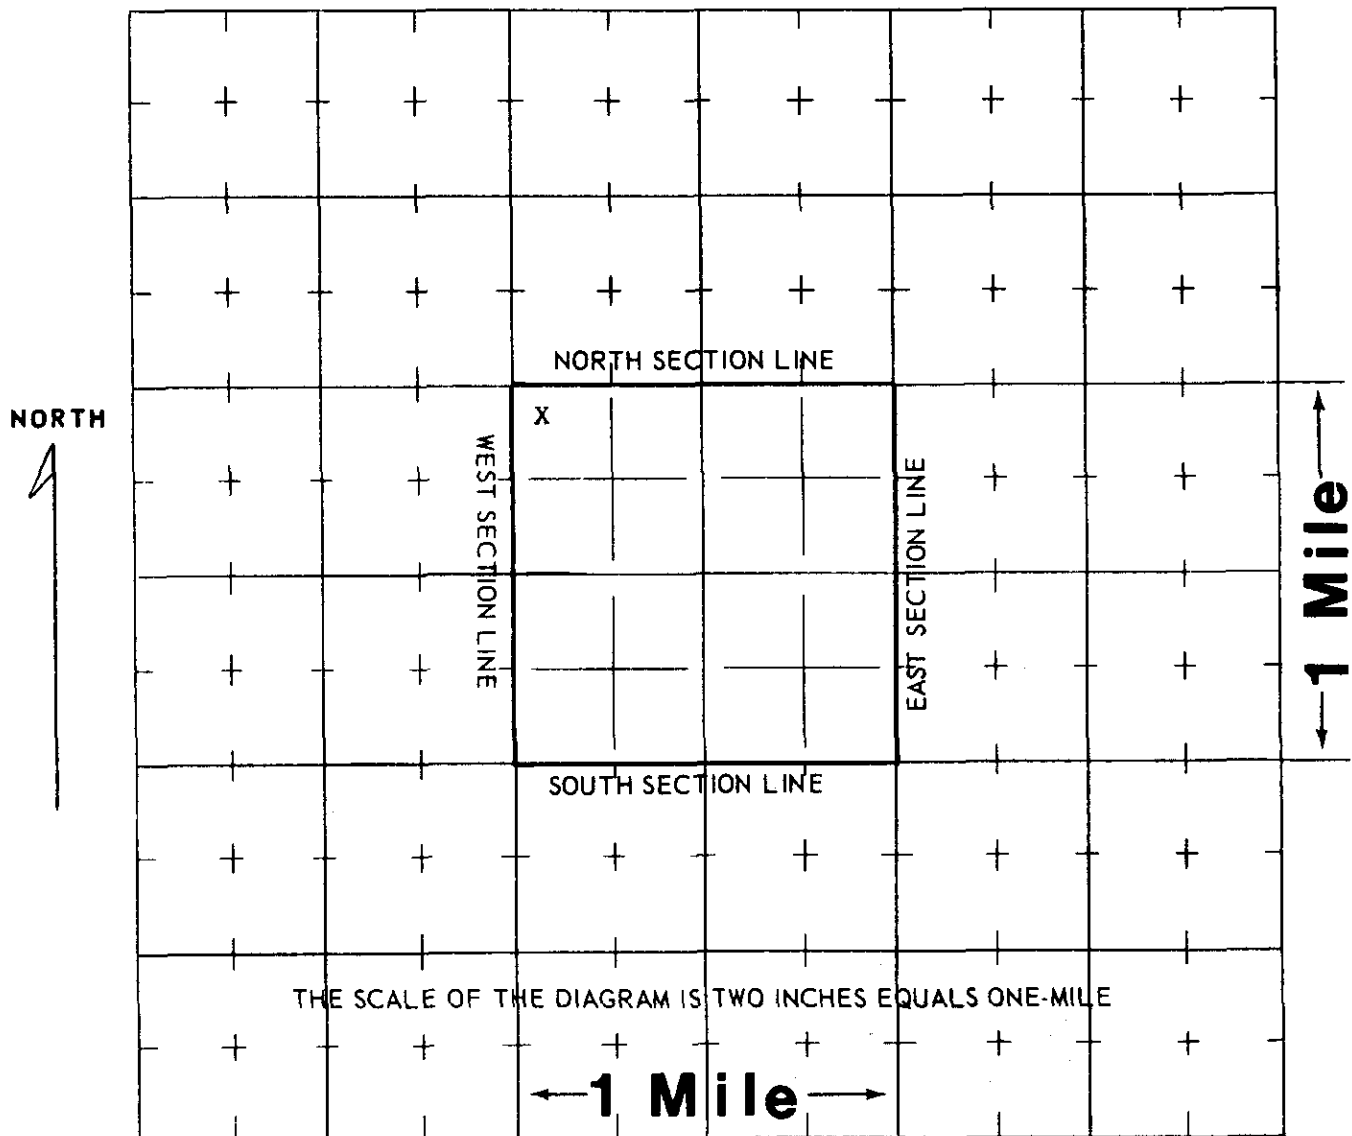 NORTH SECTION LINE
NORTH
X
WEST SECTION LINE
EAST SECTION LINE
1 Mile
SOUTH SECTION LINE
THE SCALE OF THE DIAGRAM IS TWO INCHES EQUALS ONE-MILE
1 Mile